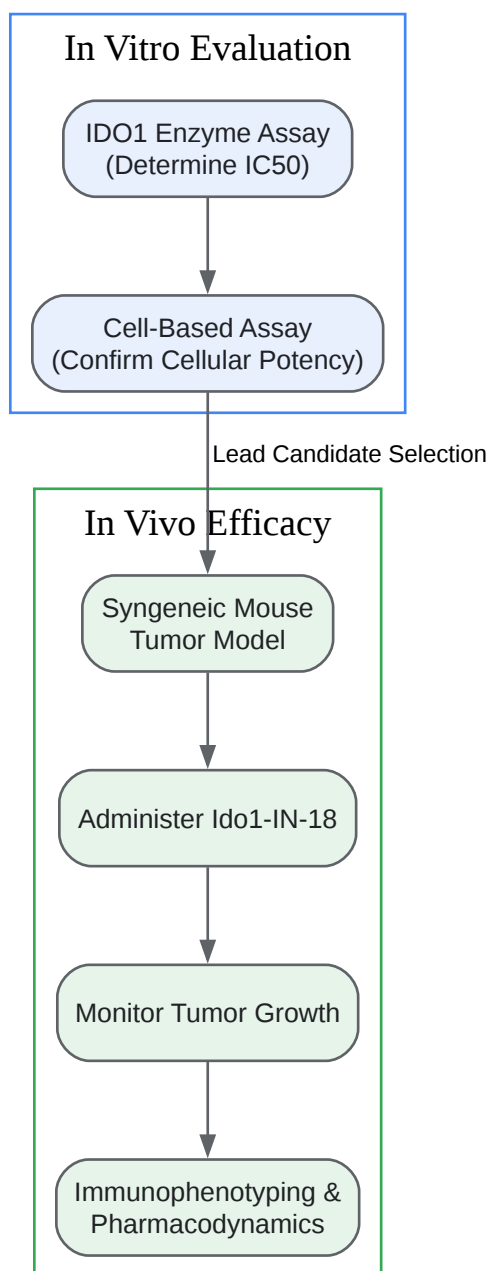 In Vitro Evaluation
IDO1 Enzyme Assay
(Determine IC50)
Cell-Based Assay
(Confirm Cellular Potency)
Lead Candidate Selection
In Vivo Efficacy
Syngeneic Mouse
Tumor Model
Administer Ido1-IN-18
Monitor Tumor Growth
Immunophenotyping &
Pharmacodynamics